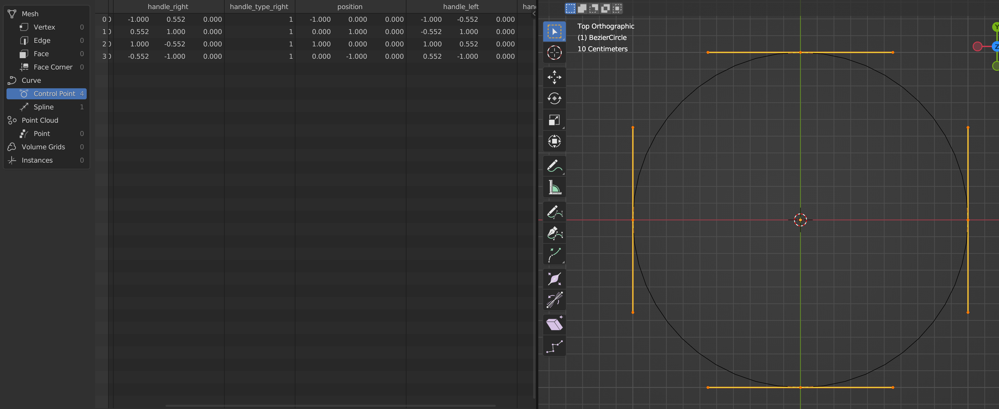 Mesh
Vertex 0
Edge 0
Face 0
Face Corner 0
Curve
Control Point 4
Spline 1
Point Cloud
Point 0
Volume Grids 0
Instances 0
handle_right handle_type_right position handle_left han
0 0 -1.000 0.552 0.000 1 -1.000 0.000 0.000 -1.000 -0.552 0.000
1 0 0.552 1.000 0.000 1 0.000 1.000 0.000 -0.552 1.000 0.000
2 0 1.000 -0.552 0.000 1 1.000 0.000 0.000 1.000 0.552 0.000
3 0 -0.552 -1.000 0.000 1 0.000 -1.000 0.000 0.552 -1.000 0.000
Top Orthographic
(1) BezierCircle
10 Centimeters
Y
Z